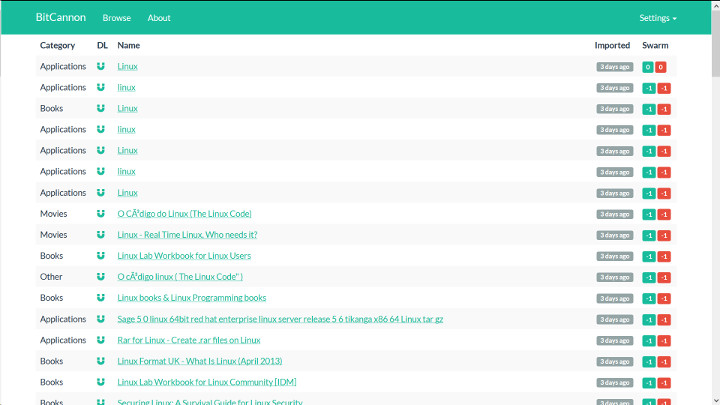 BitCannon Browse About Settings
Category DL Name Imported Swarm
Applications Linux 3 days ago 0 0
Applications linux 3 days ago -1 -1
Books Linux 3 days ago -1 -1
Applications linux 3 days ago -1 -1
Applications Linux 3 days ago -1 -1
Applications linux 3 days ago -1 -1
Applications Linux 3 days ago -1 -1
Movies O CÃ³digo do Linux (The Linux Code) 3 days ago -1 -1
Movies Linux - Real Time Linux, Who needs it? 3 days ago -1 -1
Books Linux Lab Workbook for Linux Users 3 days ago -1 -1
Other O cÃ³digo linux ( The Linux Code" ) 3 days ago -1 -1
Books Linux books & Linux Programming books 3 days ago -1 -1
Applications Sage 5 0 linux 64bit red hat enterprise linux server release 5 6 tikanga x86 64 Linux tar gz 3 days ago -1 -1
Applications Rar for Linux - Create .rar files on Linux 3 days ago -1 -1
Books Linux Format UK - What Is Linux (April 2013) 3 days ago -1 -1
Books Linux Lab Workbook for Linux Community [IDM] 3 days ago -1 -1
Books Securing Linux: A Survival Guide for Linux Security 3 days ago -1 -1